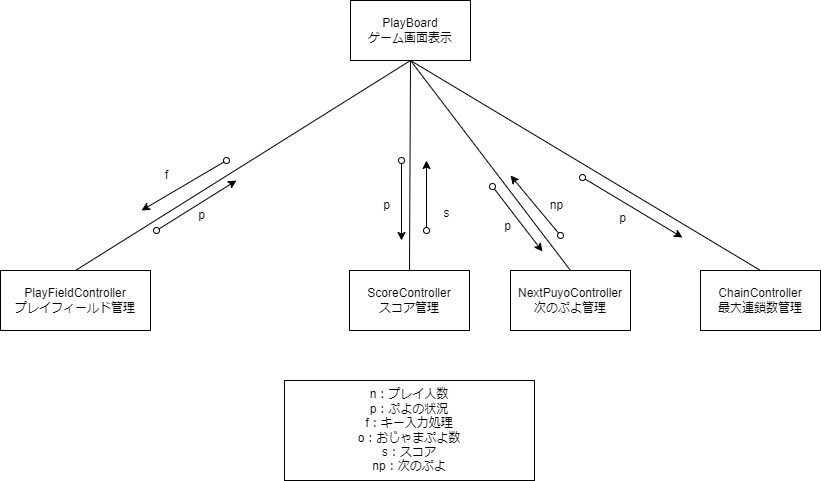 PlayBoard
ゲーム画面表示
f
p
p
s
np
p
p
PlayFieldController
プレイフィールド管理
ScoreController
スコア管理
NextPuyoController
次のぷよ管理
ChainController
最大連鎖数管理
n：プレイ人数
p：ぷよの状況
f：キー入力処理
o：おじゃまぷよ数
s：スコア
np：次のぷよ